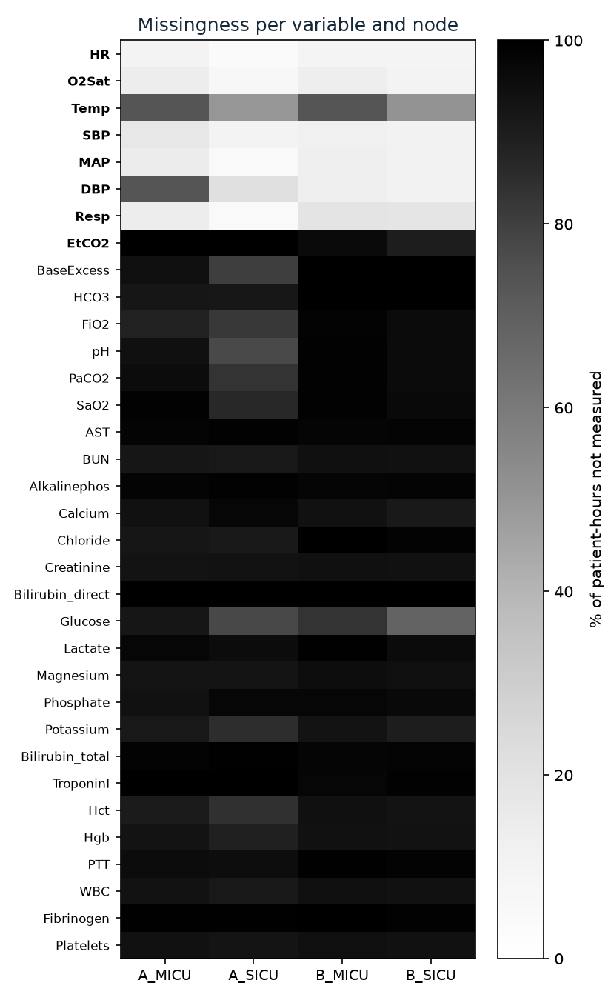 Missingness per variable and node
HR
O2Sat
Temp
SBP
MAP
DBP
Resp
EtCO2
BaseExcess
HCO3
FiO2
pH
PaCO2
SaO2
AST
BUN
Alkalinephos
Calcium
Chloride
Creatinine
Bilirubin_direct
Glucose
Lactate
Magnesium
Phosphate
Potassium
Bilirubin_total
TroponinI
Hct
Hgb
PTT
WBC
Fibrinogen
Platelets
A_MICU A_SICU B_MICU B_SICU
100
80
60
40
20
0
% of patient-hours not measured